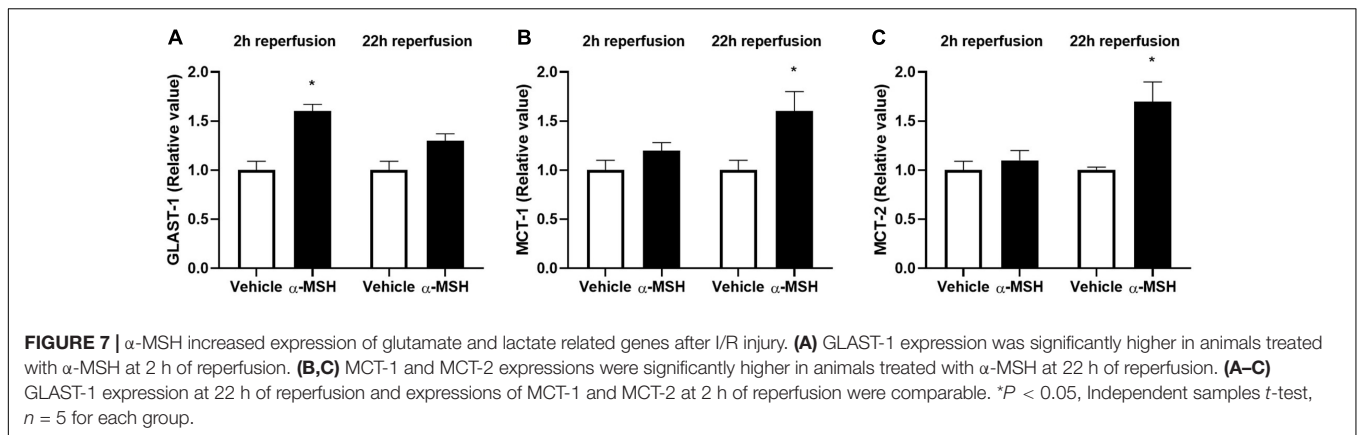 A
2h reperfusion
22h reperfusion
GLAST-1 (Relative value)
2.0
1.5
1.0
0.5
0.0
*
Vehicle α-MSH
Vehicle α-MSH
B
2h reperfusion
22h reperfusion
MCT-1 (Relative value)
2.0
1.5
1.0
0.5
0.0
*
Vehicle α-MSH
Vehicle α-MSH
C
2h reperfusion
22h reperfusion
MCT-2 (Relative value)
2.0
1.5
1.0
0.5
0.0
*
Vehicle α-MSH
Vehicle α-MSH
FIGURE 7 | α-MSH increased expression of glutamate and lactate related genes after I/R injury. (A) GLAST-1 expression was significantly higher in animals treated
with α-MSH at 2 h of reperfusion. (B,C) MCT-1 and MCT-2 expressions were significantly higher in animals treated with α-MSH at 22 h of reperfusion. (A–C)
GLAST-1 expression at 22 h of reperfusion and expressions of MCT-1 and MCT-2 at 2 h of reperfusion were comparable. *P < 0.05, Independent samples t-test,
n = 5 for each group.